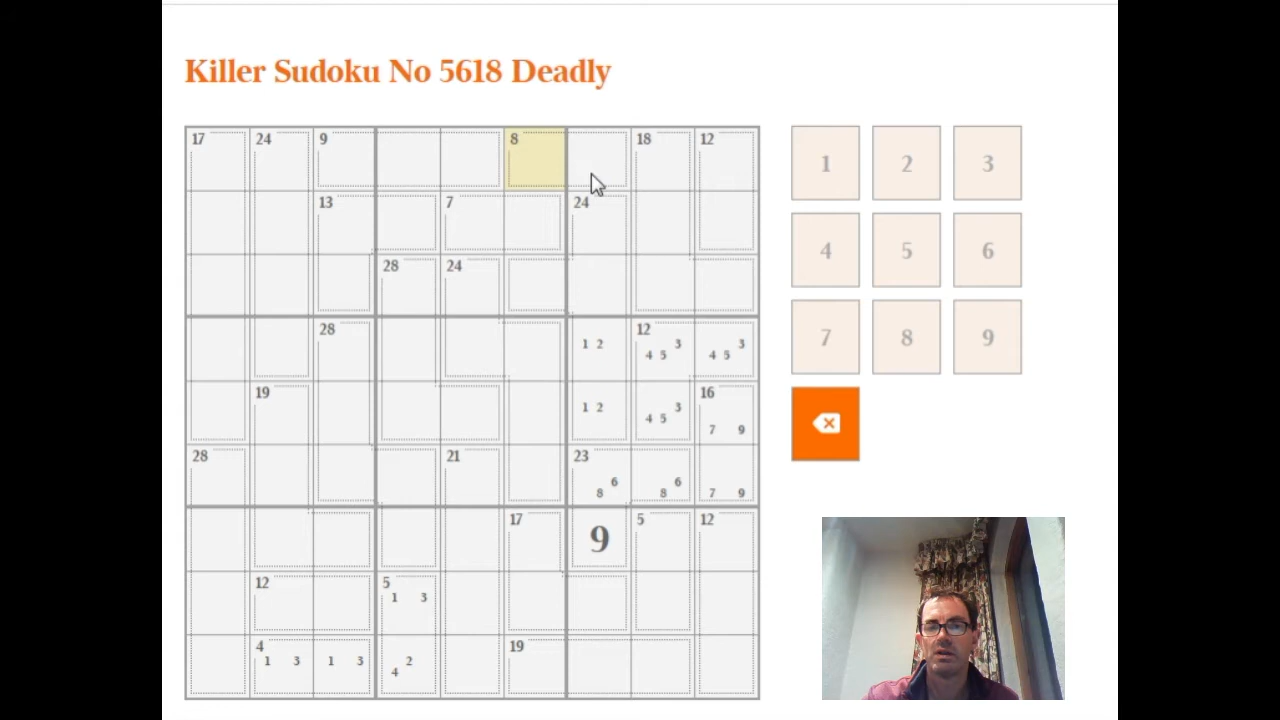 Killer Sudoku No 5618 Deadly
17 24 9 8 18 12
13 7 24
28 24
28 1 2 12 3 4 5 3 4 5
19 1 2 3 4 5 16 7 9
28 21 23 6 8 6 8 7 9
17 9 5 12
12 5 1 3
4 1 3 1 3 2 4 19
1 2 3
4 5 6
7 8 9